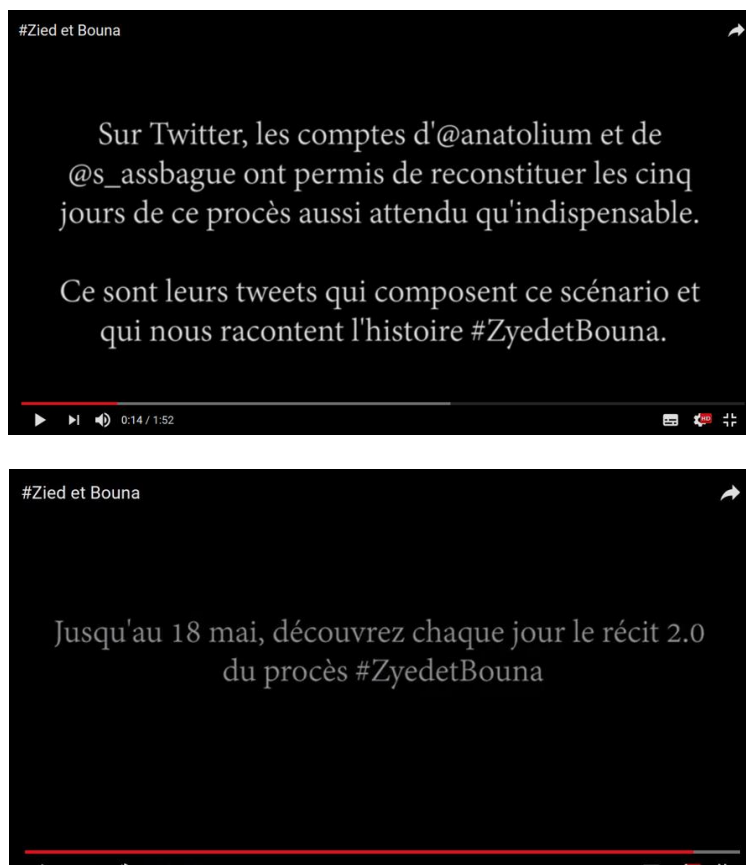 #Zied et Bouna
Sur Twitter, les comptes d'@anatolium et de
@s_assbague ont permis de reconstituer les cinq
jours de ce procès aussi attendu qu'indispensable.
Ce sont leurs tweets qui composent ce scénario et
qui nous racontent l'histoire #ZyedetBouna.
0:14 / 1:52
HD
#Zied et Bouna
Jusqu'au 18 mai, découvrez chaque jour le récit 2.0
du procès #ZyedetBouna